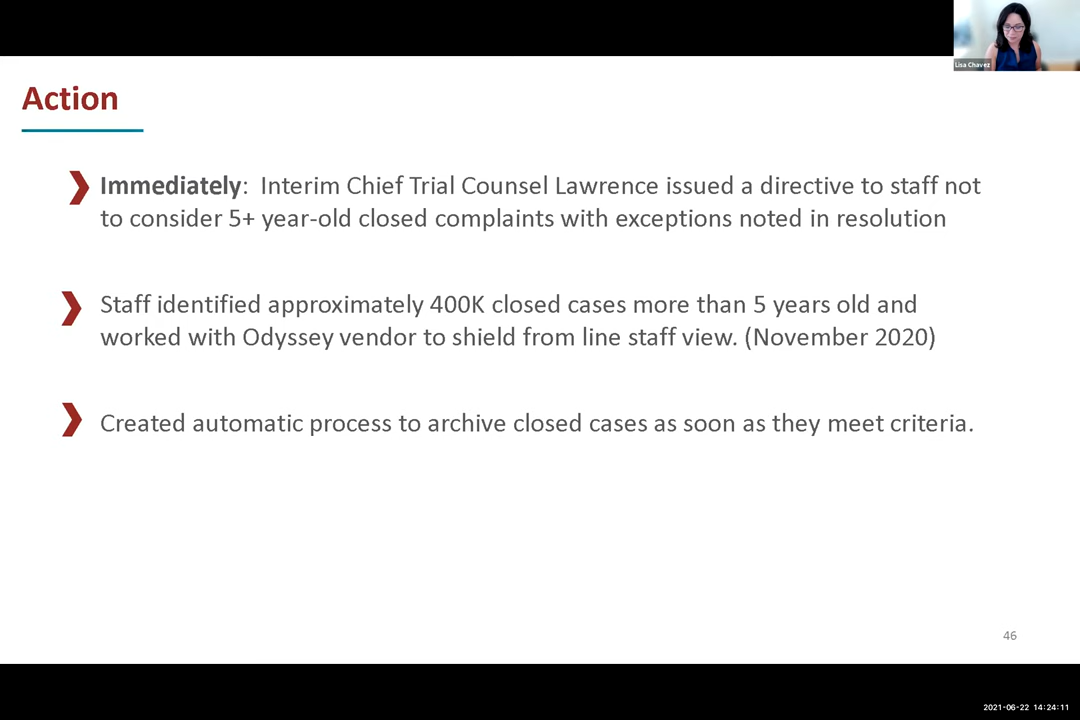 Lisa Chavez
Action
Immediately:  Interim Chief Trial Counsel Lawrence issued a directive to staff not
to consider 5+ year-old closed complaints with exceptions noted in resolution
Staff identified approximately 400K closed cases more than 5 years old and
worked with Odyssey vendor to shield from line staff view. (November 2020)
Created automatic process to archive closed cases as soon as they meet criteria.
46
2021-06-22 14:24:11